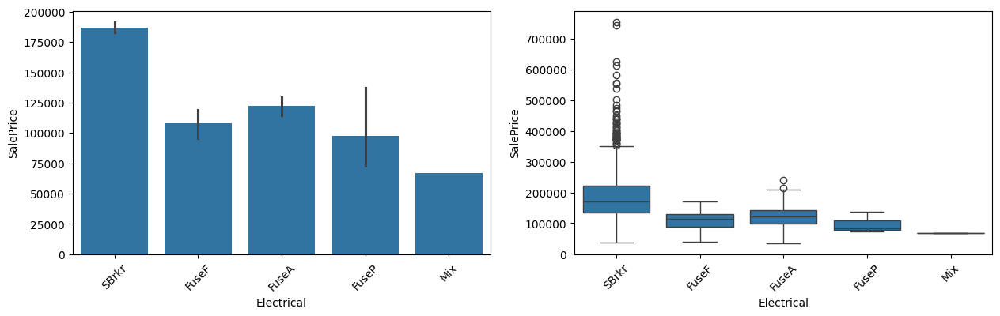 200000
175000
150000
125000
100000
75000
50000
25000
0
SalePrice
SBrkr
FuseF
FuseA
FuseP
Mix
Electrical
700000
600000
500000
400000
300000
200000
100000
0
SalePrice
SBrkr
FuseF
FuseA
FuseP
Mix
Electrical